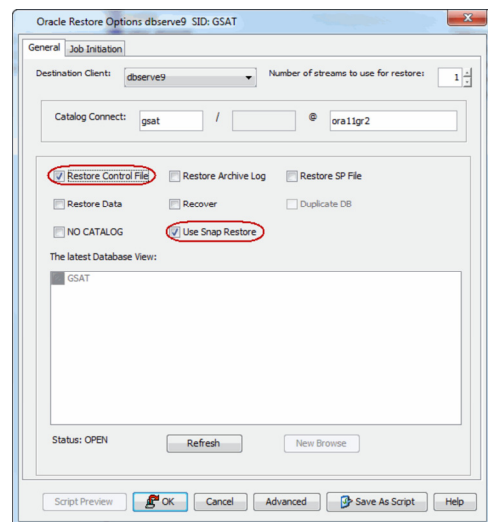 Oracle Restore Options dbserve9 SID: GSAT
General Job Initiation
Destination Client: dbserve9 Number of streams to use for restore: 1
Catalog Connect: gsat / @ ora11gr2
Restore Control File Restore Archive Log Restore SP File
Restore Data Recover Duplicate DB
NO CATALOG Use Snap Restore
The latest Database View:
GSAT
Status: OPEN Refresh New Browse
Script Preview OK Cancel Advanced Save As Script Help